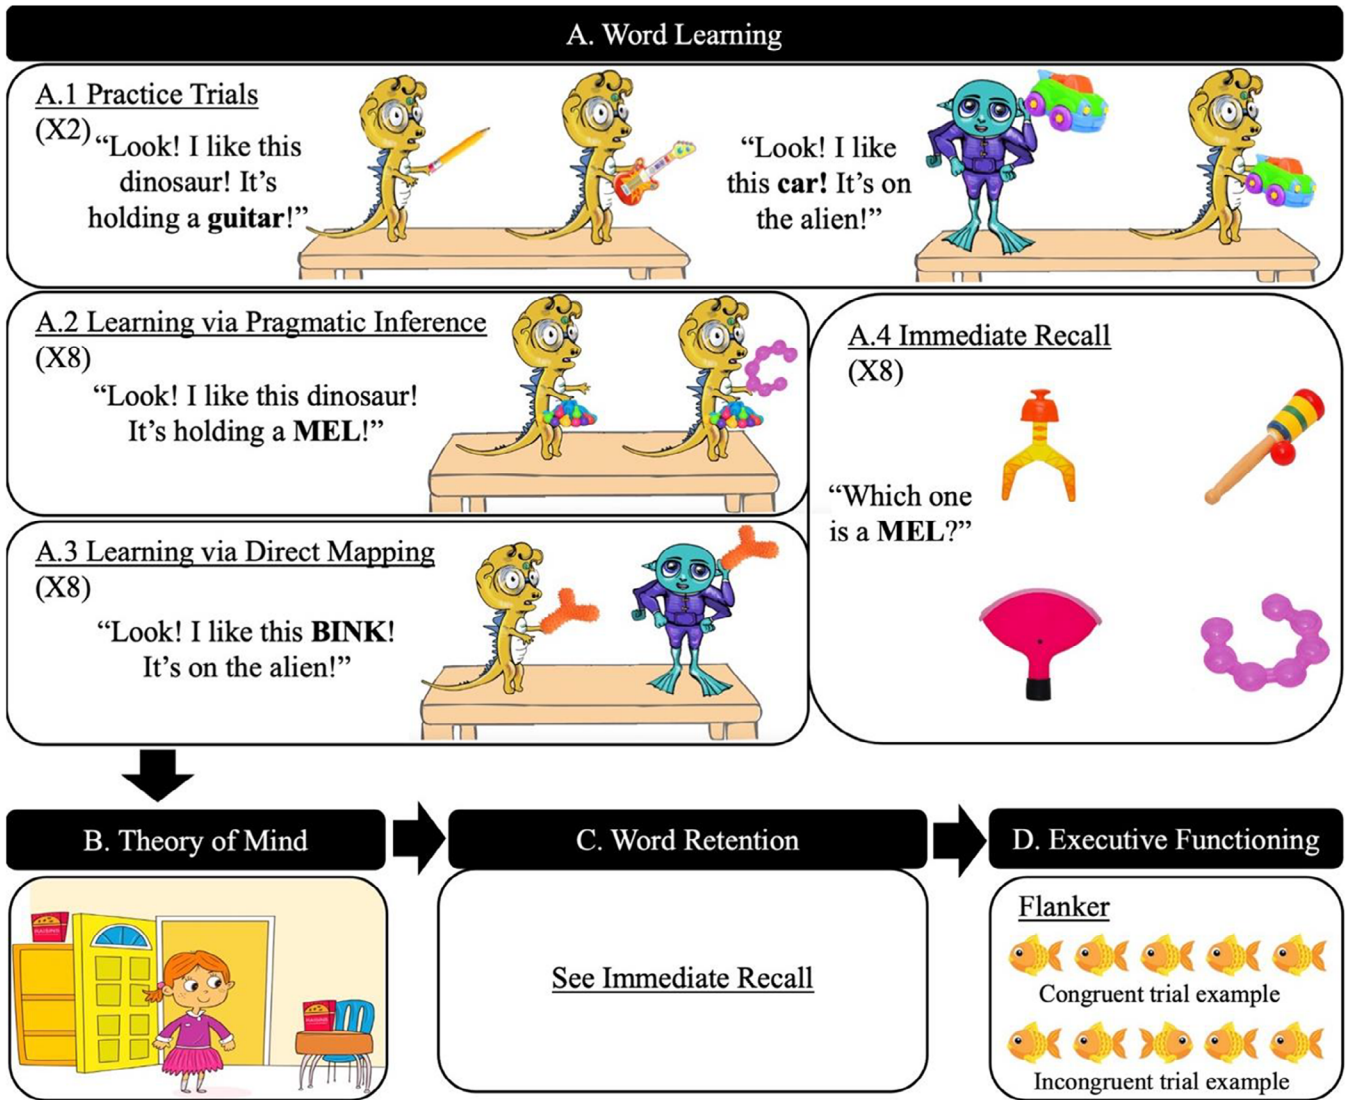 A. Word Learning
A.1 Practice Trials
(X2)
“Look! I like this
dinosaur! It’s
holding a guitar!”
“Look! I like
this car! It’s on
the alien!”
A.2 Learning via Pragmatic Inference
(X8)
“Look! I like this dinosaur!
It’s holding a MEL!”
A.3 Learning via Direct Mapping
(X8)
“Look! I like this BINK!
It’s on the alien!”
A.4 Immediate Recall
(X8)
“Which one
is a MEL?”
B. Theory of Mind
RAISINS
RAISINS
C. Word Retention
See Immediate Recall
D. Executive Functioning
Flanker
Congruent trial example
Incongruent trial example